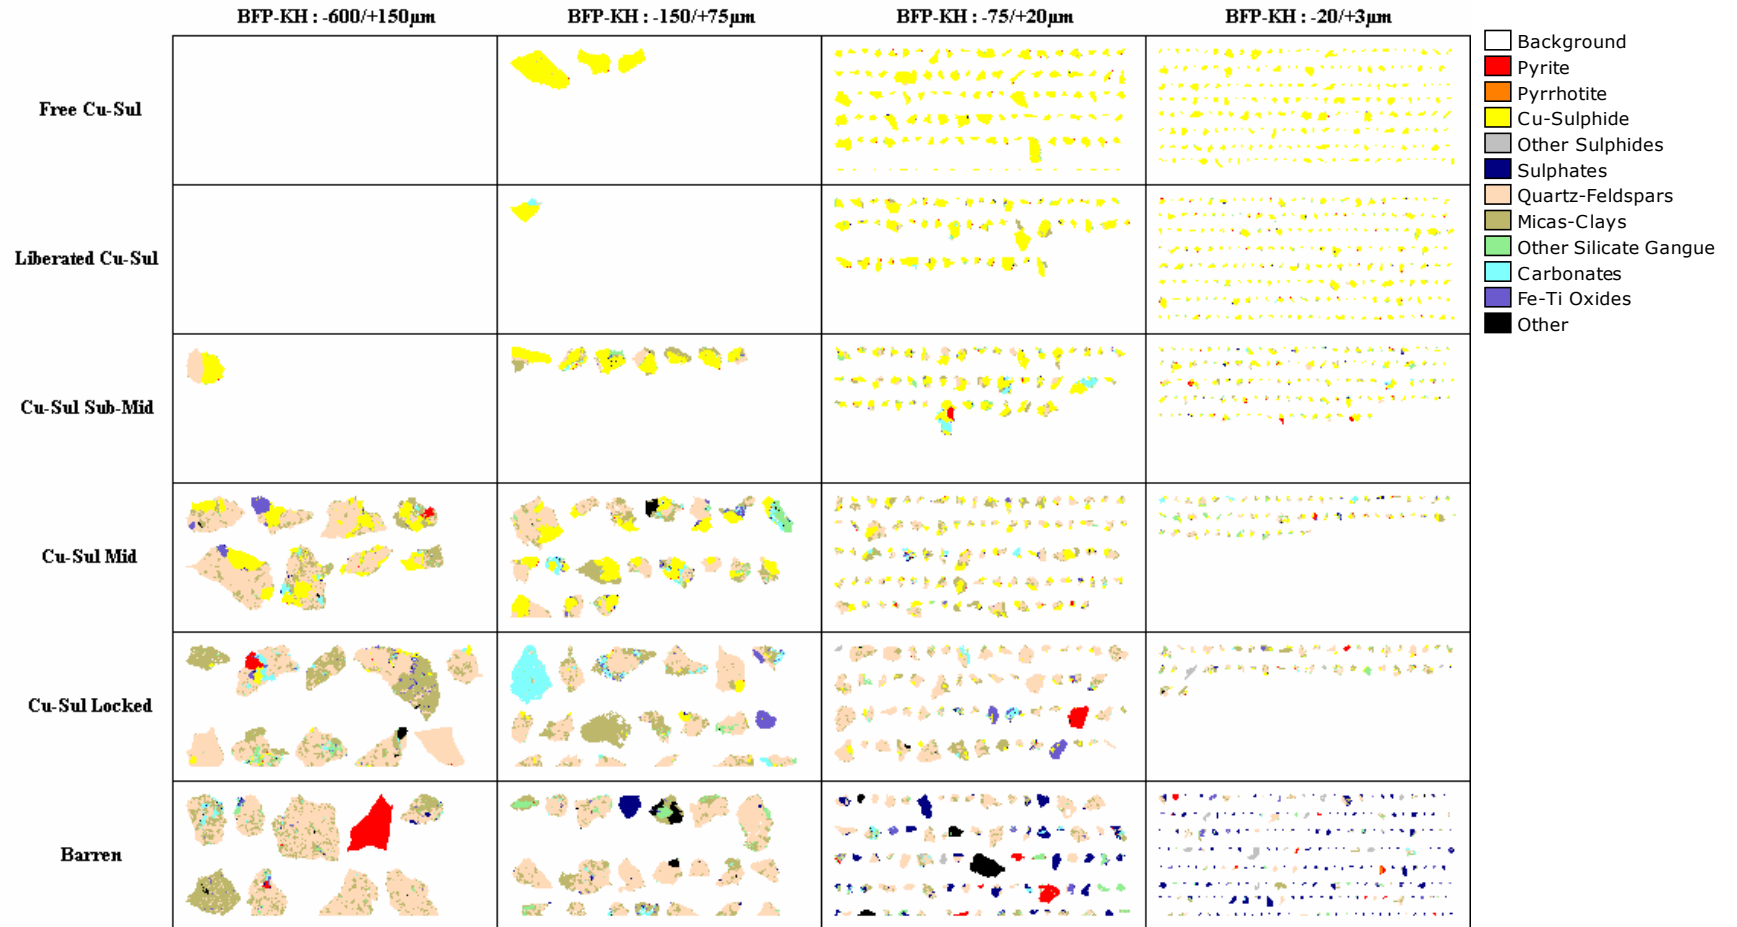 BFP-KH : -600/+150µm
BFP-KH : -150/+75µm
BFP-KH : -75/+20µm
BFP-KH : -20/+3µm
Background
Pyrite
Pyrrhotite
Cu-Sulphide
Other Sulphides
Sulphates
Quartz-Feldspars
Micas-Clays
Other Silicate Gangue
Carbonates
Fe-Ti Oxides
Other
Free Cu-Sul
Liberated Cu-Sul
Cu-Sul Sub-Mid
Cu-Sul Mid
Cu-Sul Locked
Barren